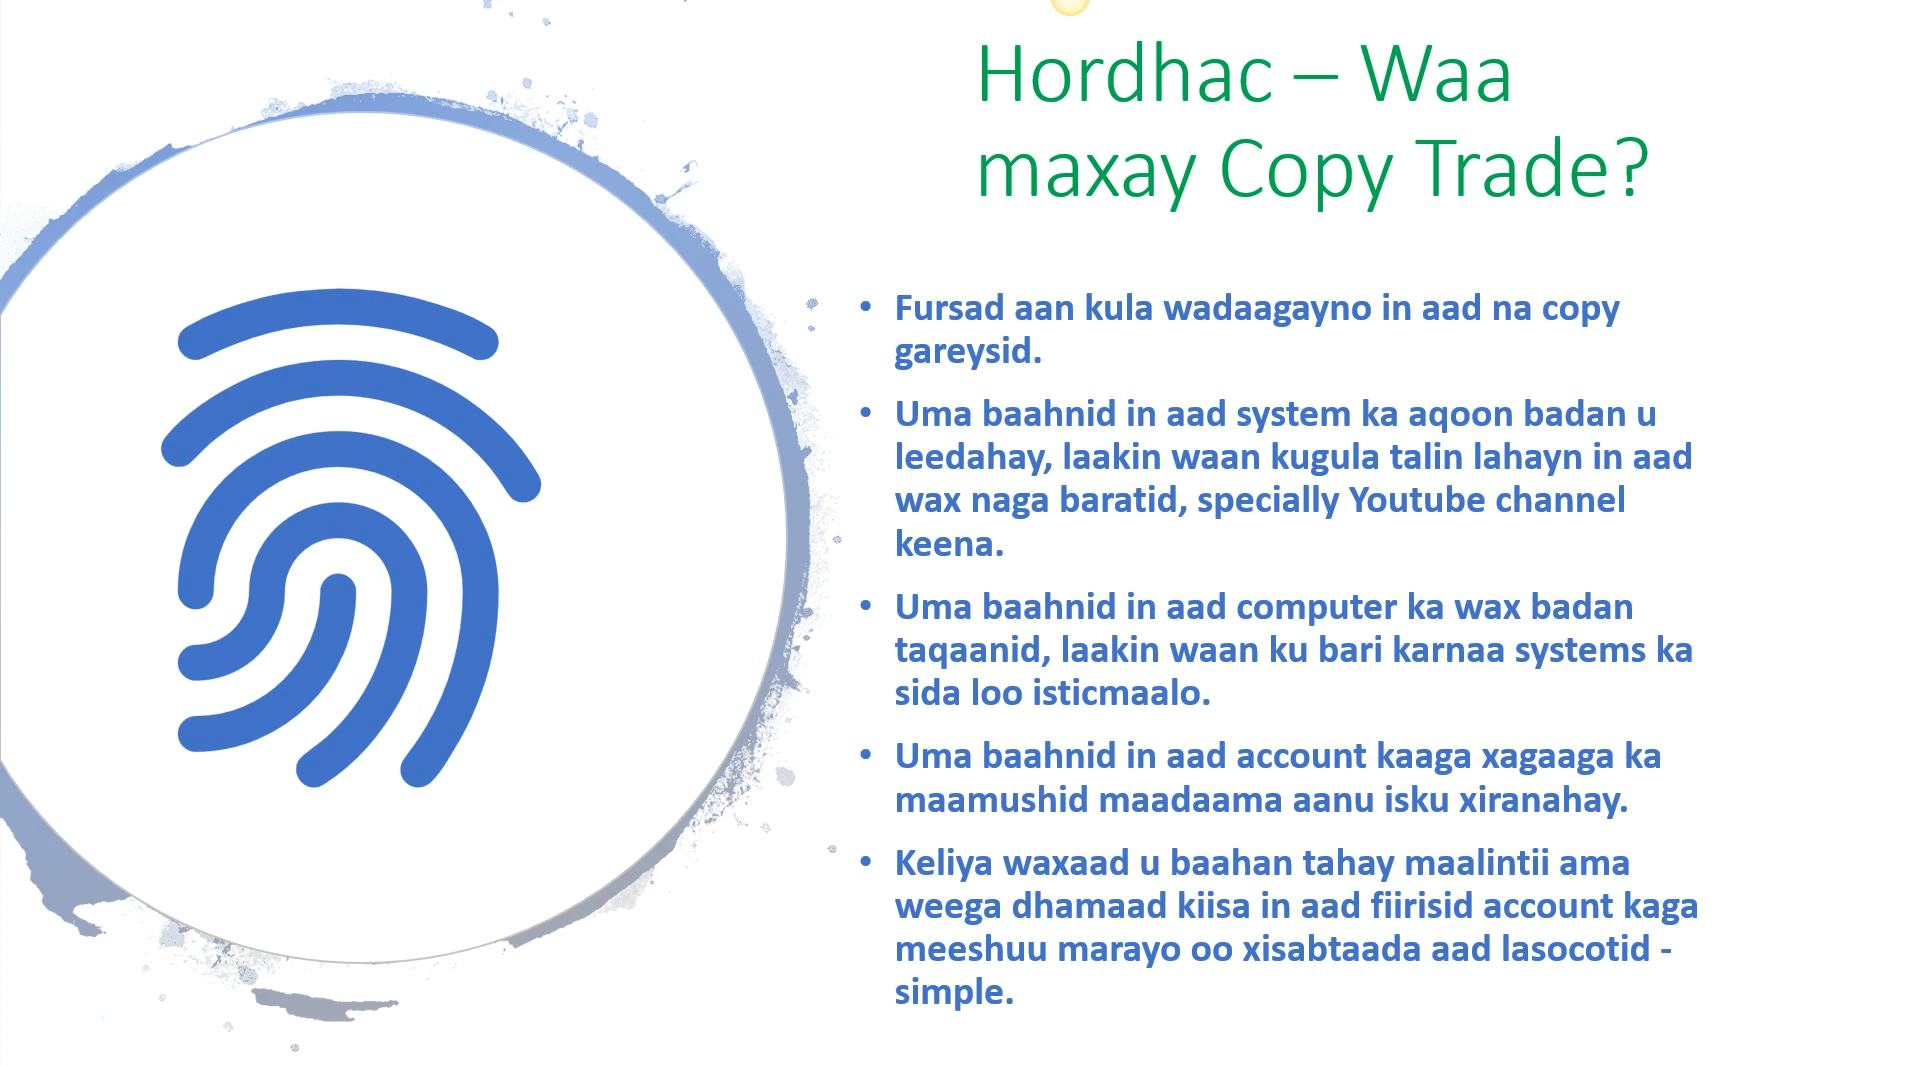 Hordhac – Waa
maxay Copy Trade?
• Fursad aan kula wadaagayno in aad na copy
gareysid.
• Uma baahnid in aad system ka aqoon badan u
leedahay, laakin waan kugula talin lahayn in aad
wax naga baratid, specially Youtube channel
keena.
• Uma baahnid in aad computer ka wax badan
taqaanid, laakin waan ku bari karnaa systems ka
sida loo isticmaalo.
• Uma baahnid in aad account kaaga xagaaga ka
maamushid maadaama aanu isku xiranahay.
• Keliya waxaad u baahan tahay maalintii ama
weega dhamaad kiisa in aad fiirisid account kaga
meeshuu marayo oo xisabtaada aad lasocotid -
simple.